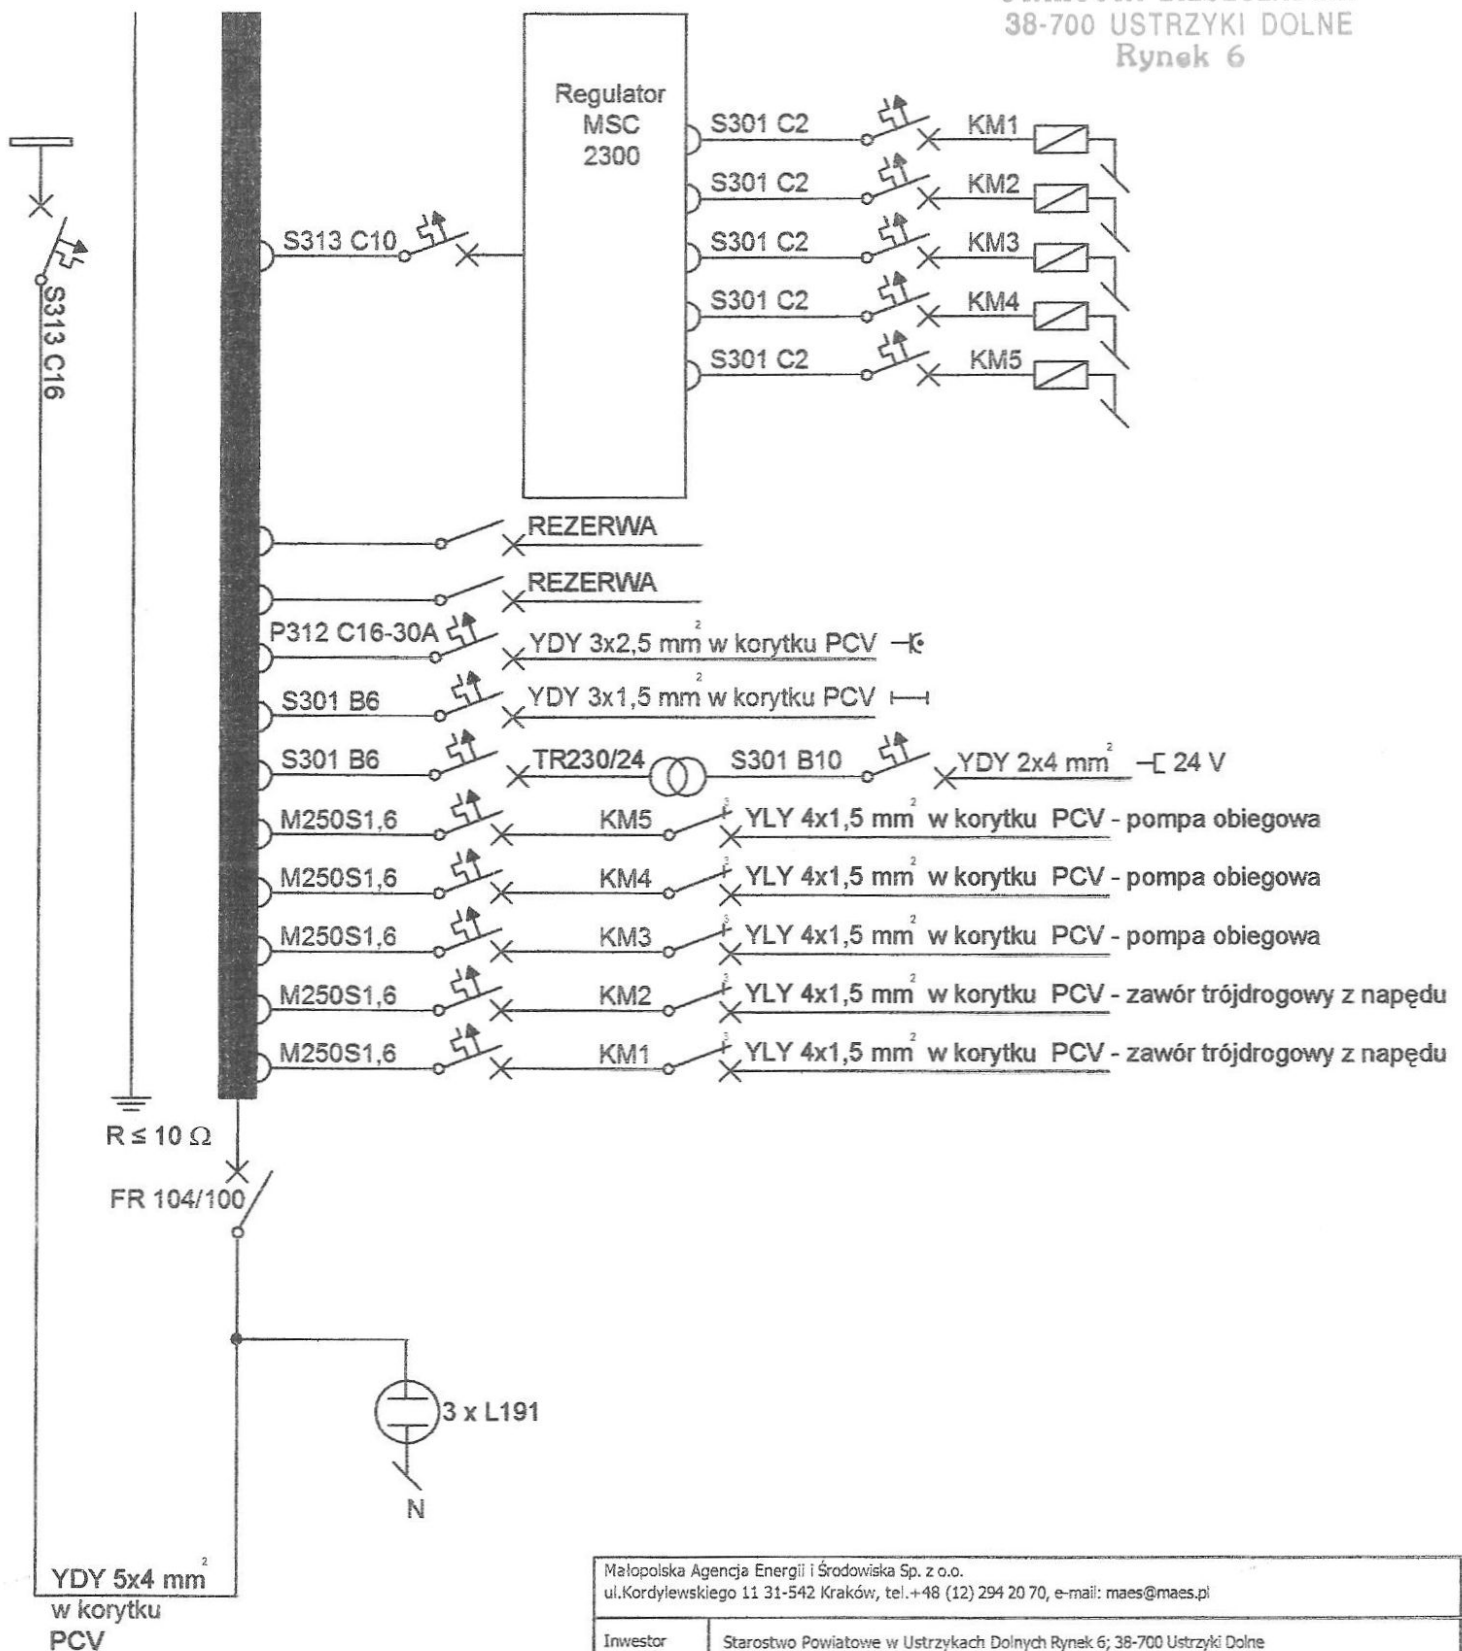 38-700 USTRZYKI DOLNE
Rynek 6
Regulator
MSC
2300
S301 C2 KM1
S301 C2 KM2
S313 C10
S301 C2 KM3
S301 C2 KM4
S301 C2 KM5
S313 C16
REZERWA
REZERWA
P312 C16-30A YDY 3x2,5 mm² w korytku PCV
S301 B6 YDY 3x1,5 mm² w korytku PCV
S301 B6 TR230/24 S301 B10 YDY 2x4 mm² 24 V
M250S1,6 KM5 3 YLY 4x1,5 mm² w korytku PCV - pompa obiegowa
M250S1,6 KM4 3 YLY 4x1,5 mm² w korytku PCV - pompa obiegowa
M250S1,6 KM3 3 YLY 4x1,5 mm² w korytku PCV - pompa obiegowa
M250S1,6 KM2 3 YLY 4x1,5 mm² w korytku PCV - zawór trójdrogowy z napędu
M250S1,6 KM1 3 YLY 4x1,5 mm² w korytku PCV - zawór trójdrogowy z napędu
R ≤ 10 Ω
FR 104/100
3 x L191
N
YDY 5x4 mm²
w korytku
PCV
Małopolska Agencja Energii i Środowiska Sp. z o.o.
ul.Kordylewskiego 11 31-542 Kraków, tel.+48 (12) 294 20 70, e-mail: maes@maes.pl
Inwestor Starostwo Powiatowe w Ustrzykach Dolnych Rynek 6; 38-700 Ustrzyki Dolne